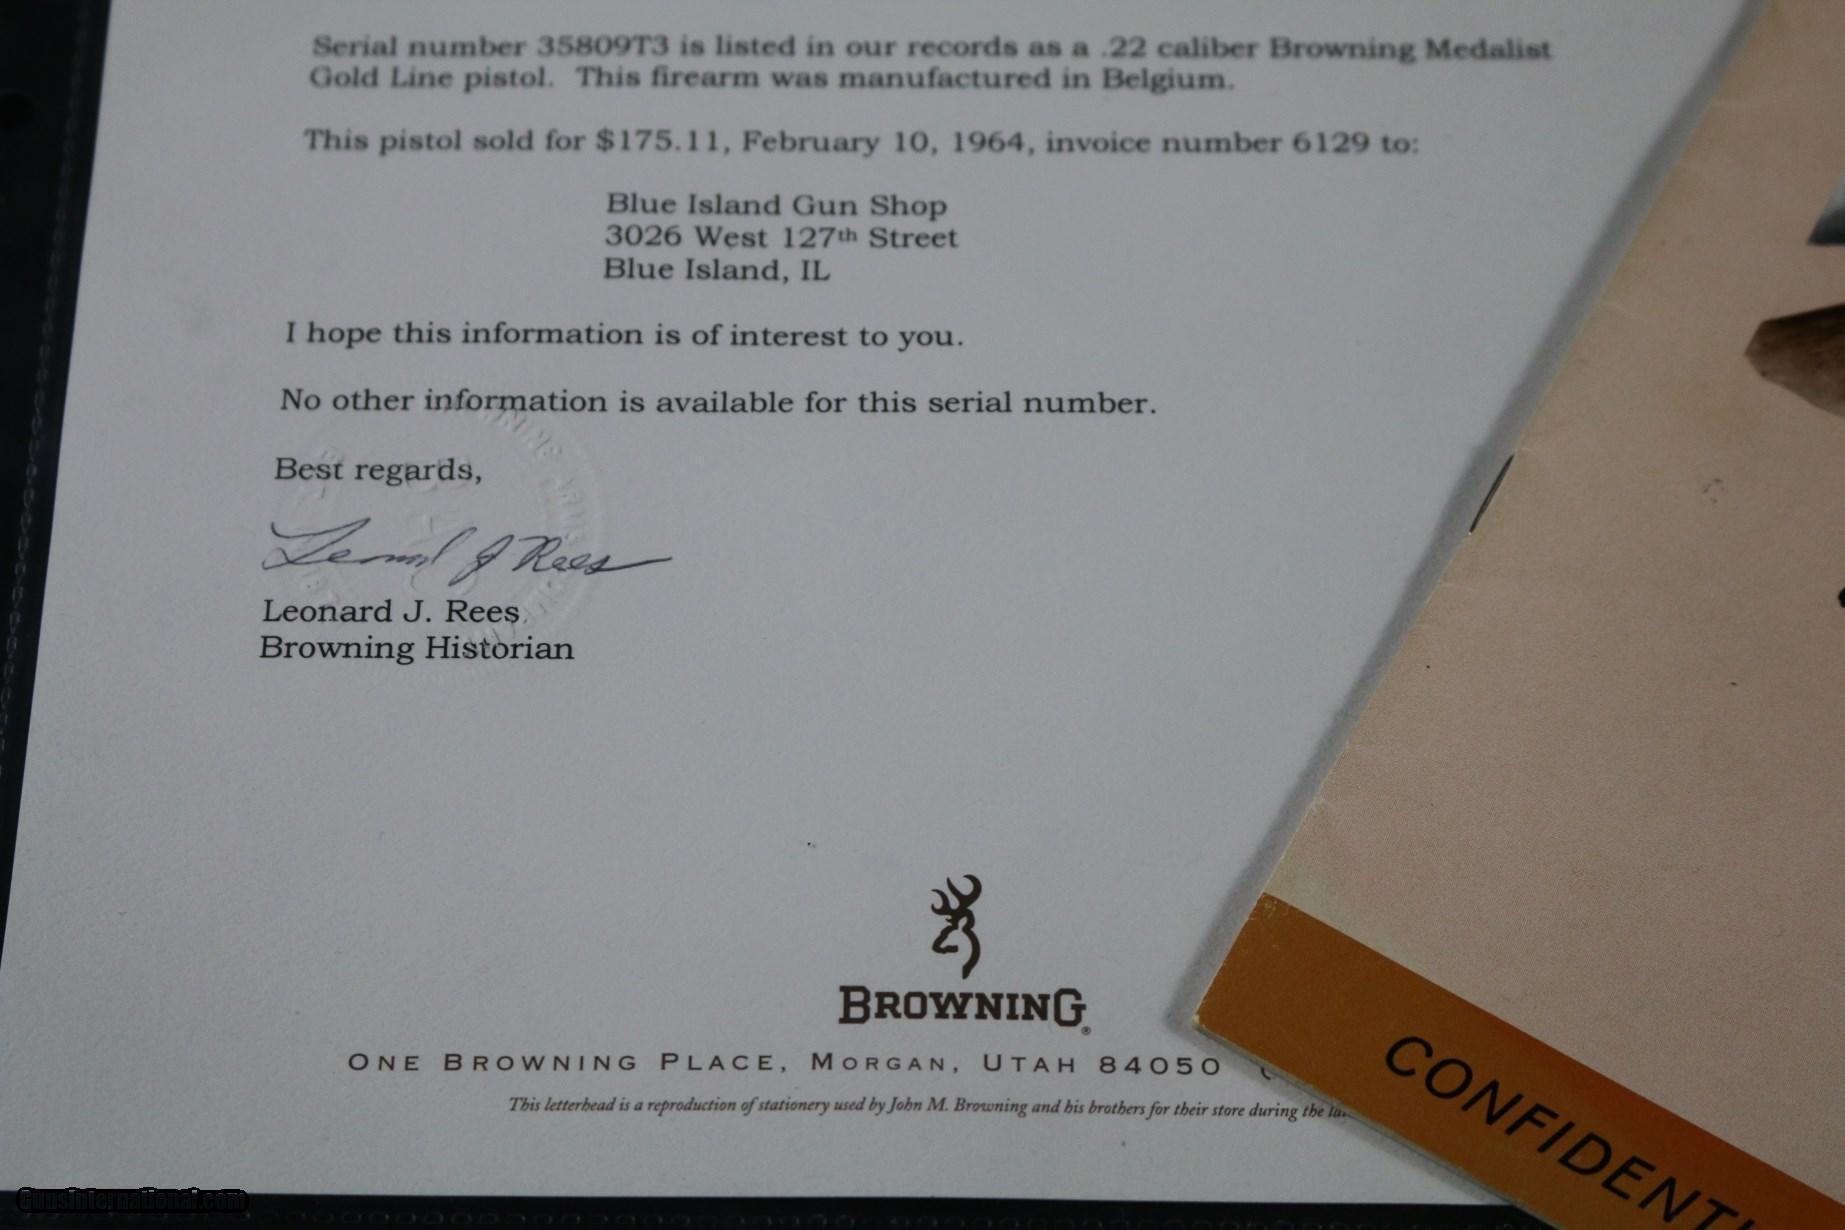 Serial number 35809T3 is listed in our records as a .22 caliber Browning Medalist
Gold Line pistol. This firearm was manufactured in Belgium.
This pistol sold for $175.11, February 10, 1964, invoice number 6129 to:
Blue Island Gun Shop
3026 West 127th Street
Blue Island, IL
I hope this information is of interest to you.
No other information is available for this serial number.
Best regards,
Leonard J Rees
Leonard J. Rees
Browning Historian
BROWNING®
ONE BROWNING PLACE, MORGAN, UTAH 84050
This letterhead is a reproduction of stationery used by John M. Browning and his brothers for their store during the
CONFIDENT
GunsInternational.com